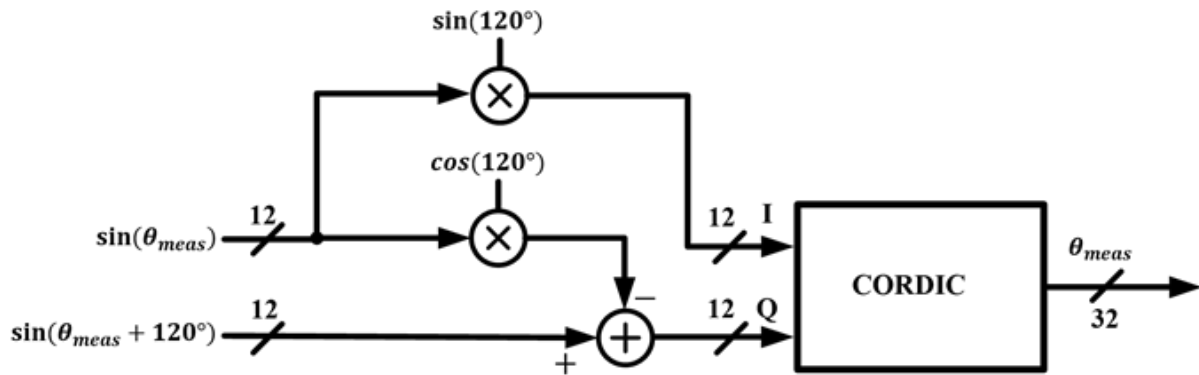 sin(120°)
×
cos(120°)
12
sin(θmeas)
×
12 I
CORDIC
θmeas
32
−
12
sin(θmeas + 120°)
+
+
12 Q